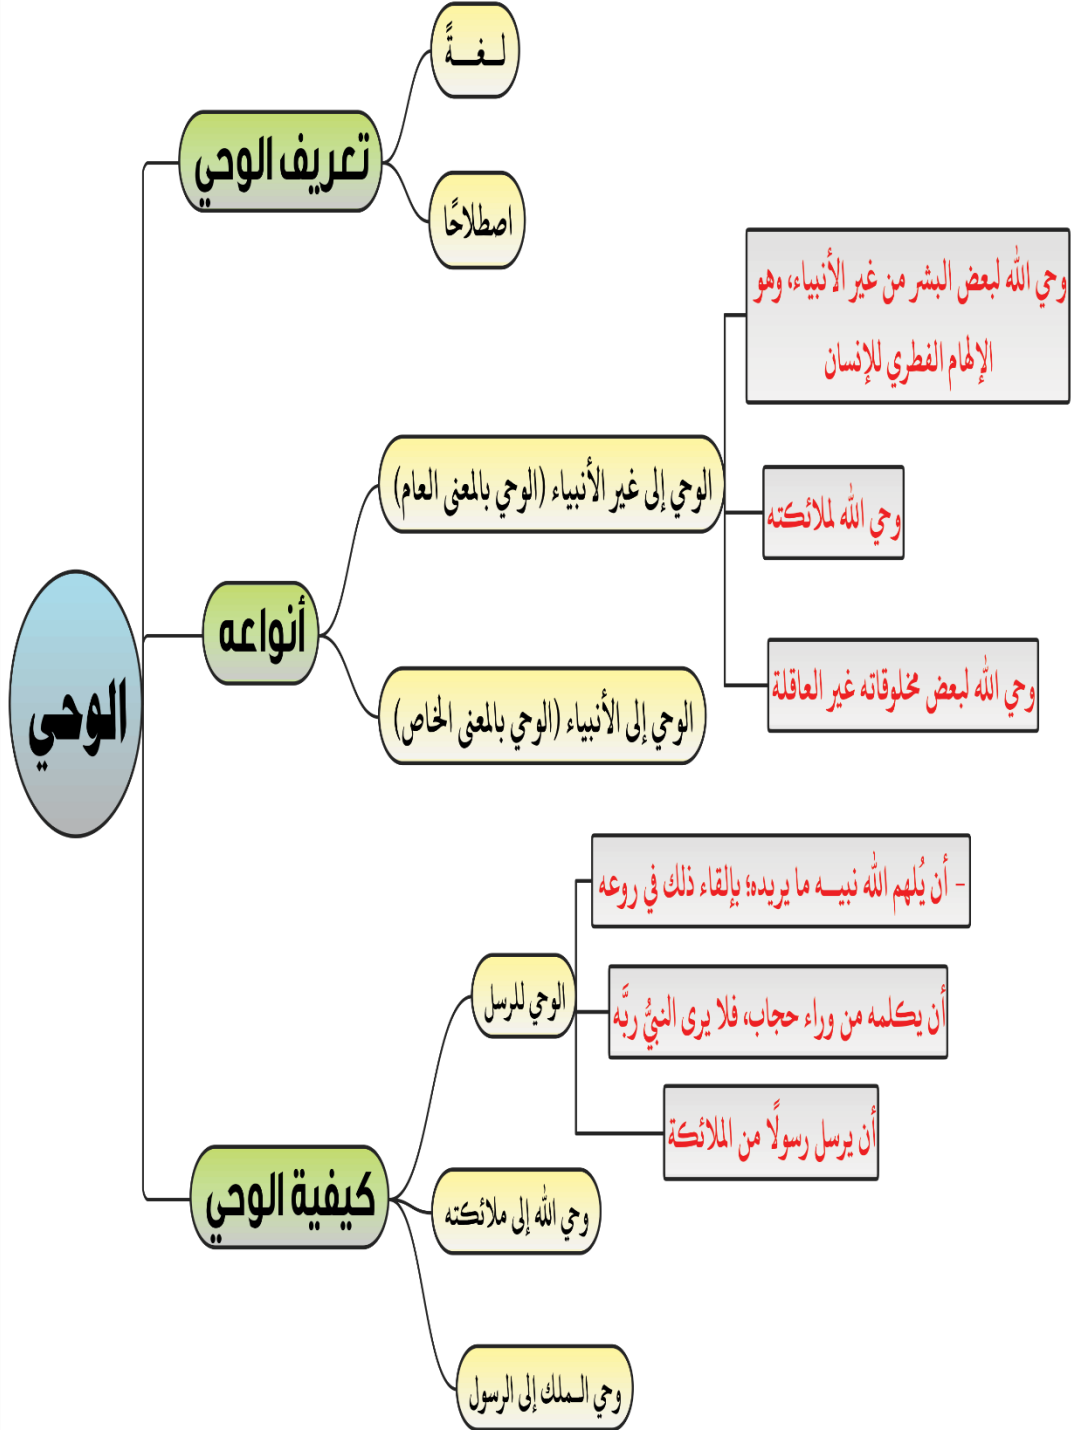 الوحي
تعريف الوحي
لـغـــةً
اصطلاحًا
أنواعه
الوحي إلى غير الأنبياء (الوحي بالمعنى العام)
وحي الله لبعض البشر من غير الأنبياء، وهو
الإلهام الفطري للإنسان
وحي الله لملائكته
وحي الله لبعض مخلوقاته غير العاقلة
الوحي إلى الأنبياء (الوحي بالمعنى الخاص)
كيفية الوحي
الوحي للرسل
- أن يُلهم الله نبيـــه ما يريده؛ بإلقاء ذلك في روعه
أن يكلمه من وراء حجاب، فلا يرى النبيُّ ربَّه
أن يرسل رسولًا من الملائكة
وحي الله إلى ملائكته
وحي الـملك إلى الرسول